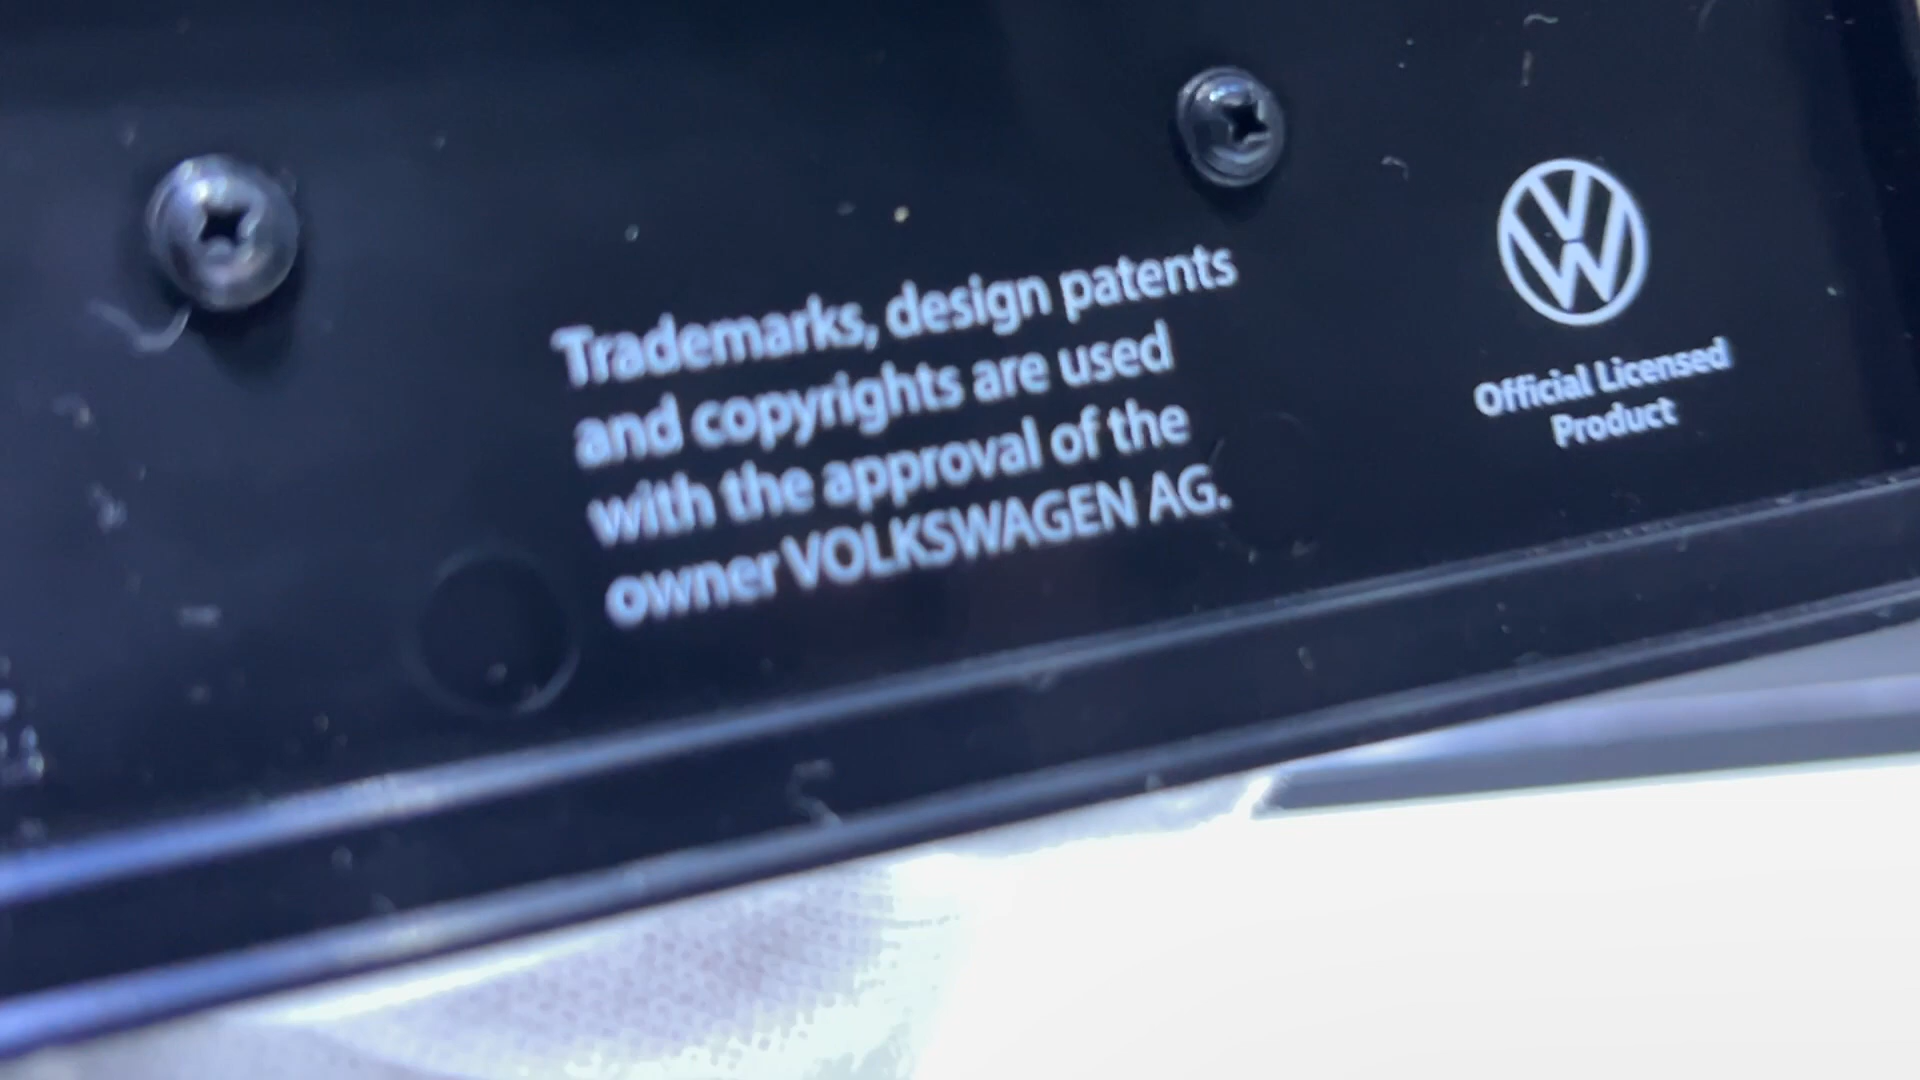 Trademarks, design patents
and copyrights are used
with the approval of the
owner VOLKSWAGEN AG.
Official Licensed
Product